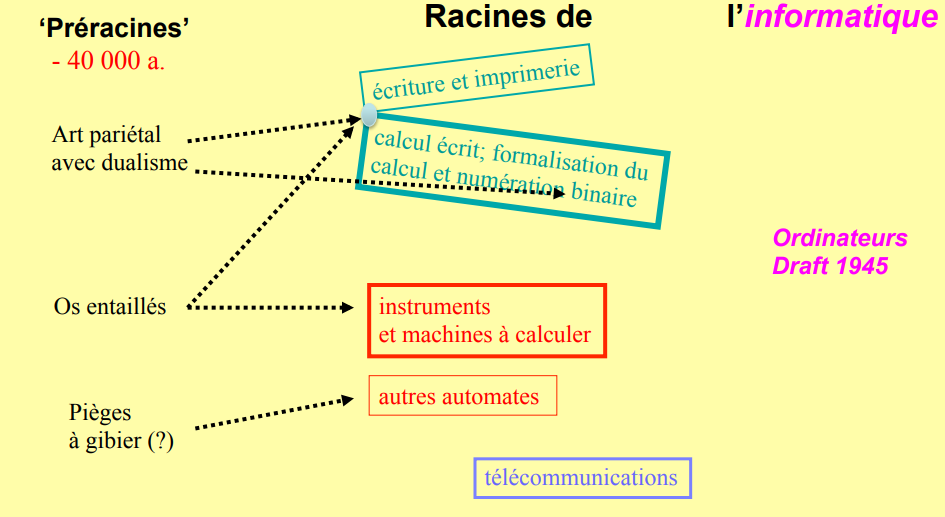 ‘Préracines’
- 40 000 a.
Racines de l’informatique
écriture et imprimerie
Art pariétal
avec dualisme
calcul écrit; formalisation du
calcul et numération binaire
Ordinateurs
Draft 1945
Os entaillés
instruments
et machines à calculer
autres automates
Pièges
à gibier (?)
télécommunications